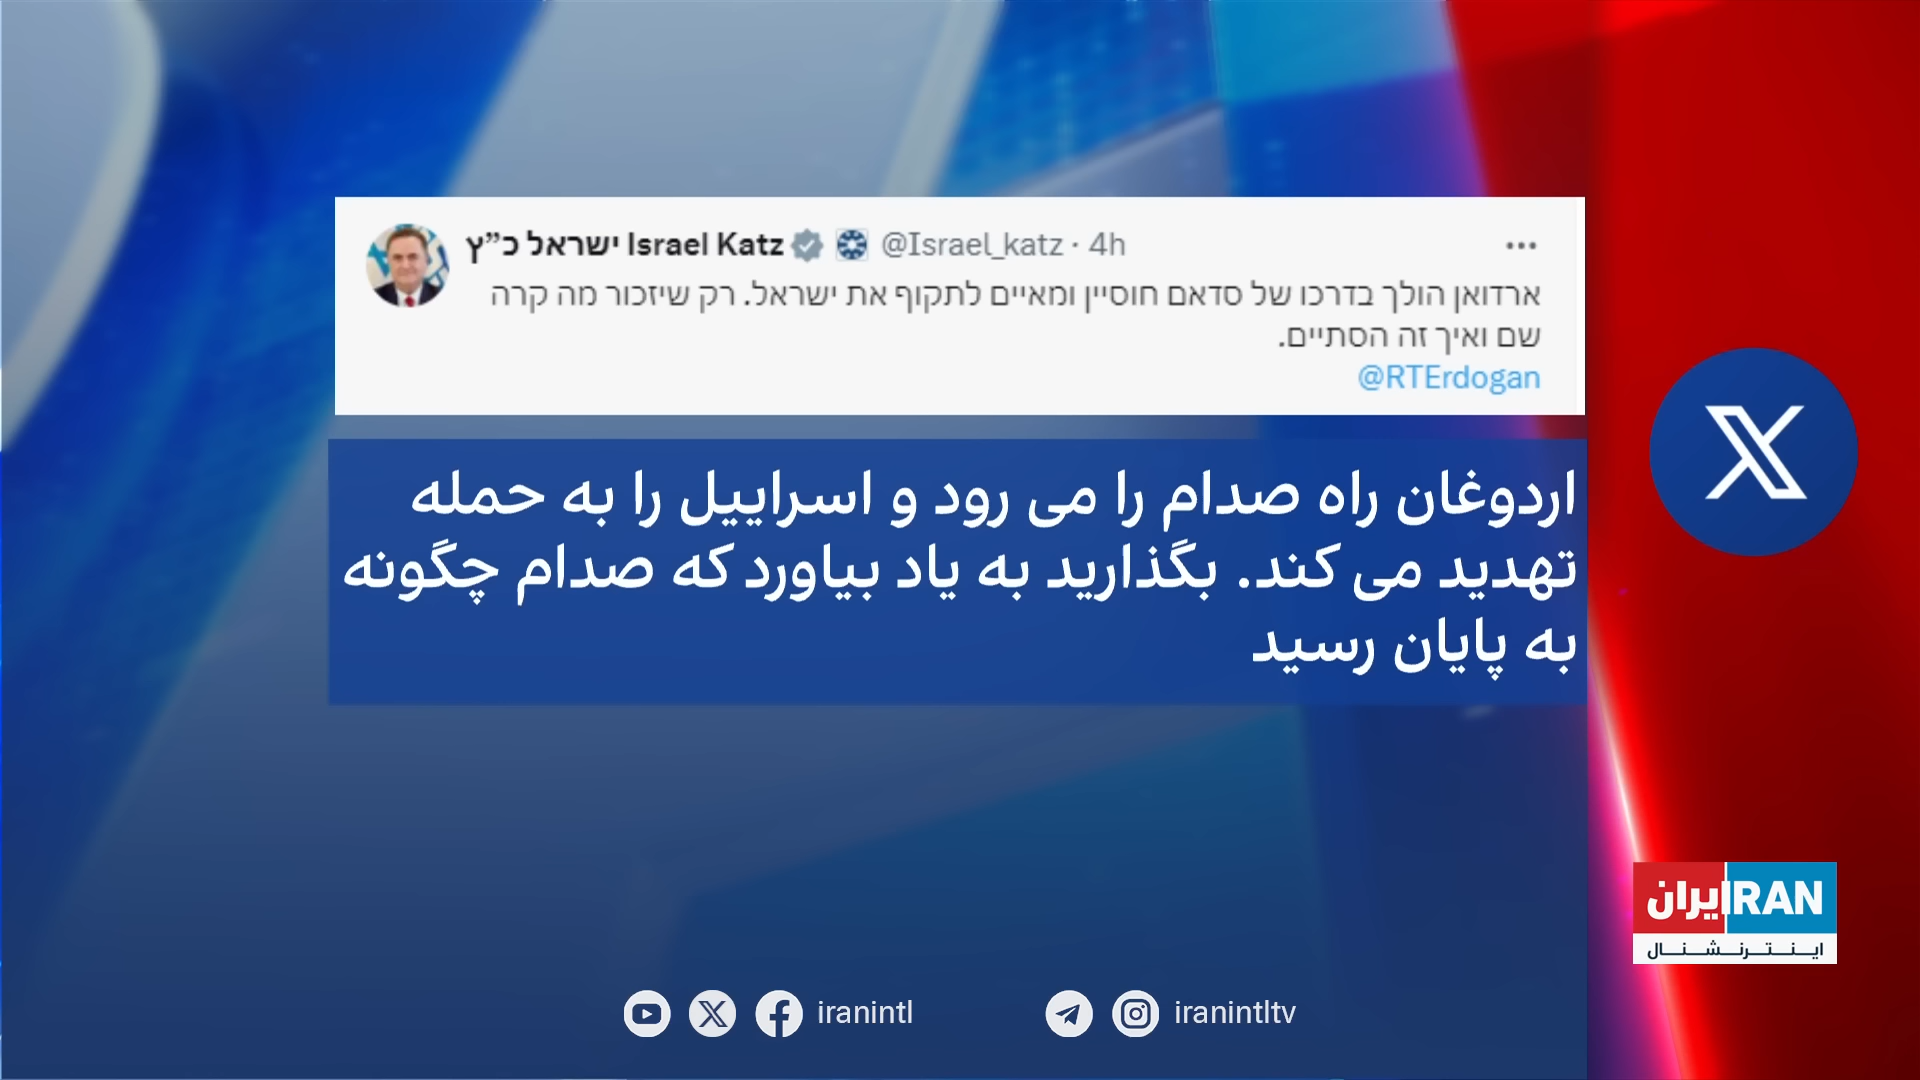 ישראל כ”ץ Israel Katz @Israel_katz · 4h
ארדואן הולך בדרכו של סדאם חוסיין ומאיים לתקוף את ישראל. רק שיזכור מה קרה
שם ואיך זה הסתיים.
@RTErdogan
اردوغان راه صدام را می رود و اسراییل را به حمله
تهدید می کند. بگذارید به یاد بیاورد که صدام چگونه
به پایان رسید
ایران IRAN
اینترنشنال
iranintl
iranintltv